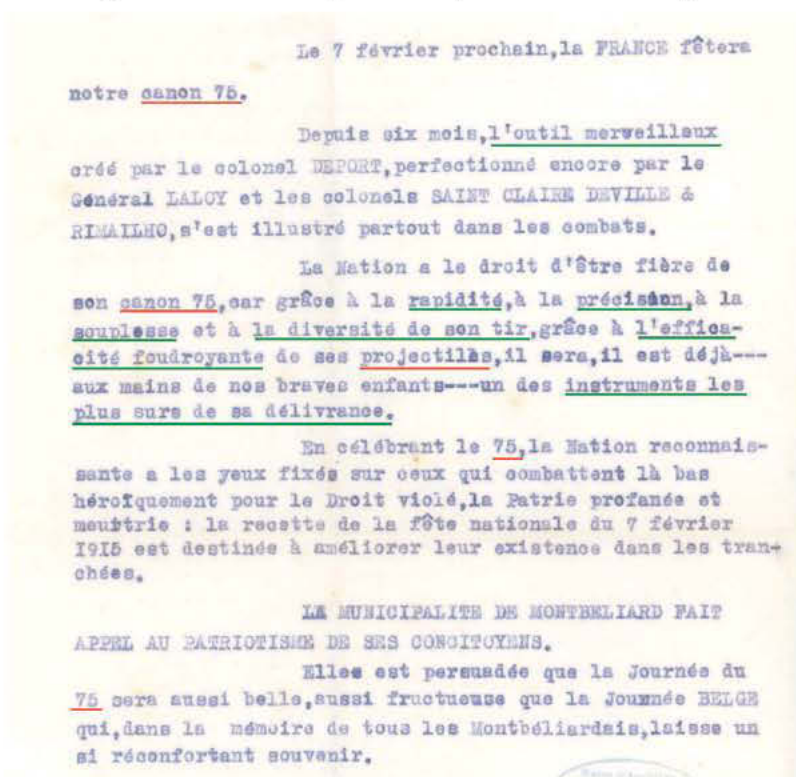 Le 7 février prochain,la FRANCE fêtera
notre canon 75.
Depuis six mois,l'outil merveilleux
créé par le colonel DEPORT,perfectionné encore par le
Général LALOY et les colonels SAINT CLAIRE DEVILLE &
RIMAILHO,s'est illustré partout dans les combats.
La Nation a le droit d'être fière de
son canon 75,car grâce à la rapidité,à la précision,à la
souplesse et à la diversité de son tir,grâce à l'effica-
cité foudroyante de ses projectiles,il sera,il est déjà---
aux mains de nos braves enfants---un des instruments les
plus surs de sa délivrance.
En célébrant le 75,la Nation reconnais-
sante a les yeux fixés sur ceux qui combattent là bas
héroïquement pour le Droit violé,la Patrie profanée et
meurtrie : la recette de la fête nationale du 7 février
I9I5 est destinée à améliorer leur existence dans les tran-
chées.
LA MUNICIPALITE DE MONTBELIARD FAIT
APPEL AU PATRIOTISME DE SES CONCITOYENS.
Elles est persuadée que la Journée du
75 sera aussi belle,aussi fructueuse que la Journée BELGE
qui,dans la mémoire de tous les Montbéliardais,laisse un
si réconfortant souvenir.